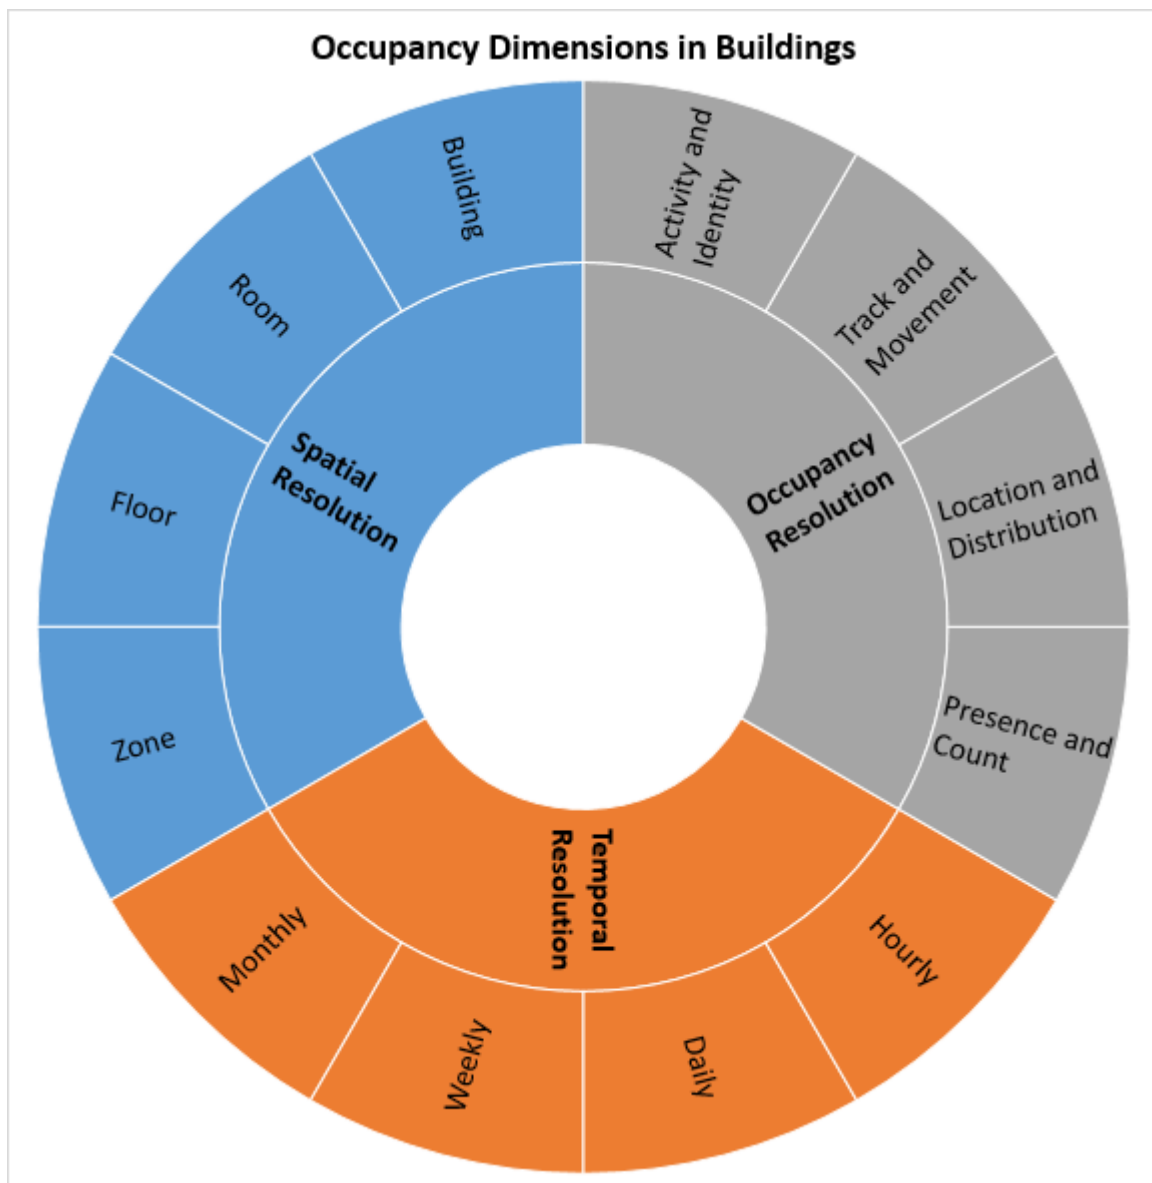 Occupancy Dimensions in Buildings
Activity and
Identity
Track and
Movement
Location and
Distribution
Presence and
Count
Occupancy
Resolution
Hourly
Daily
Weekly
Monthly
Temporal
Resolution
Zone
Floor
Room
Building
Spatial
Resolution